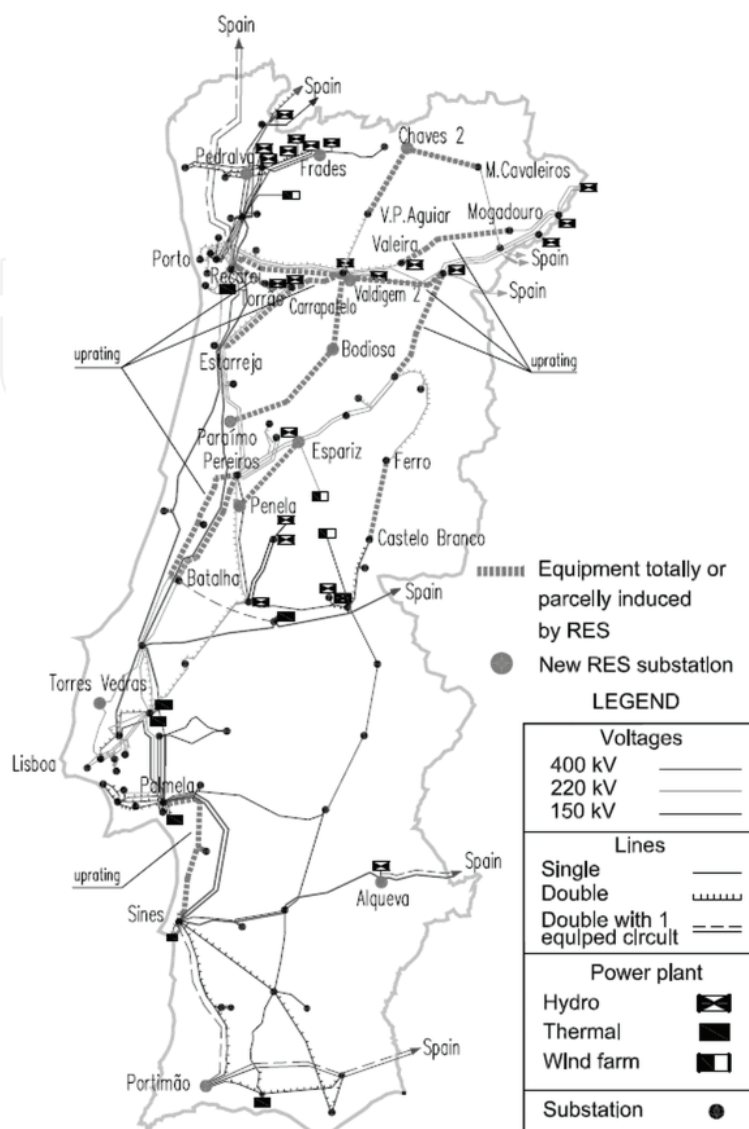 Spain
Spain
Chaves 2
Pedralva
Frades
M.Cavaleiros
V.P.Aguiar
Mogadouro
Valeira
Porto
Spain
Recarei
Torrão
Valdigem 2
Spain
Carrapatelo
uprating
Estarreja
Bodiosa
uprating
Paraímo
Espariz
Pereiros
Ferro
Penela
Castelo Branco
Batalha
Spain
Equipment totally or
parcelly induced
by RES
New RES substation
Torres Vedras
LEGEND
Voltages
400 kV
220 kV
150 kV
Lisboa
Palmela
Lines
Single
Double
Double with 1
equiped circuit
uprating
Spain
Alqueva
Sines
Power plant
Hydro
Thermal
Wind farm
Spain
Portimão
Substation